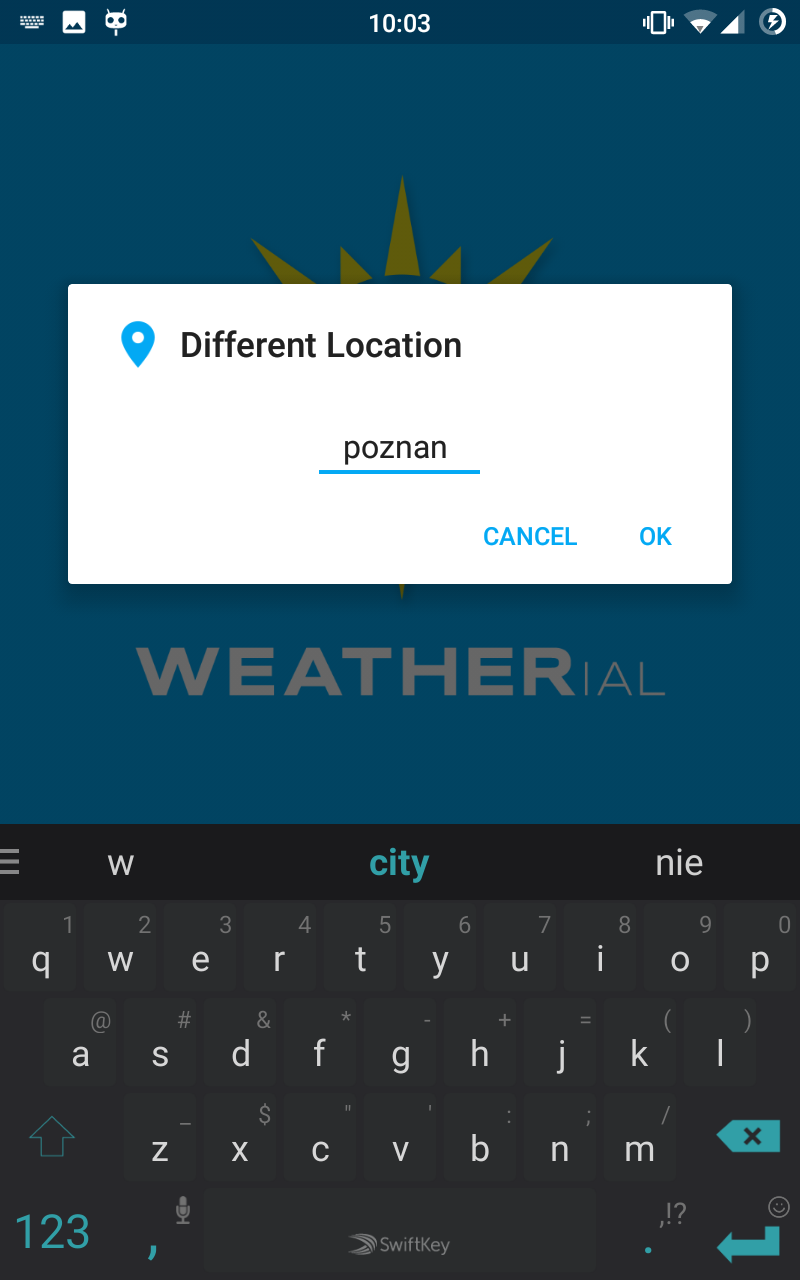 10:03
Different Location
poznan
CANCEL OK
WEATHERIAL
w city nie
1 2 3 4 5 6 7 8 9 0
q w e r t y u i o p
@ # & * - + = ( )
a s d f g h j k l
_ $ " ' : ; /
z x c v b n m
123 , SwiftKey ,!? .